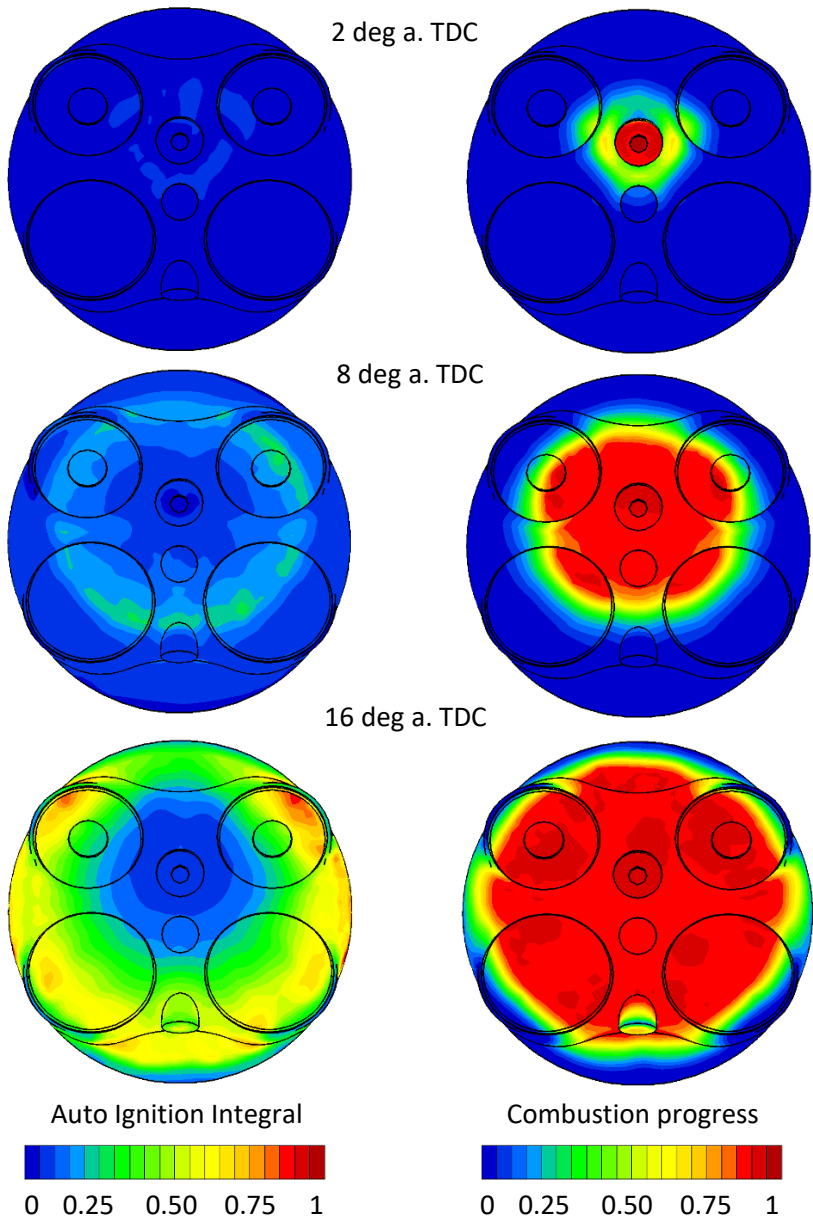 2 deg a. TDC
8 deg a. TDC
16 deg a. TDC
Auto Ignition Integral
Combustion progress
0 0.25 0.50 0.75 1
0 0.25 0.50 0.75 1